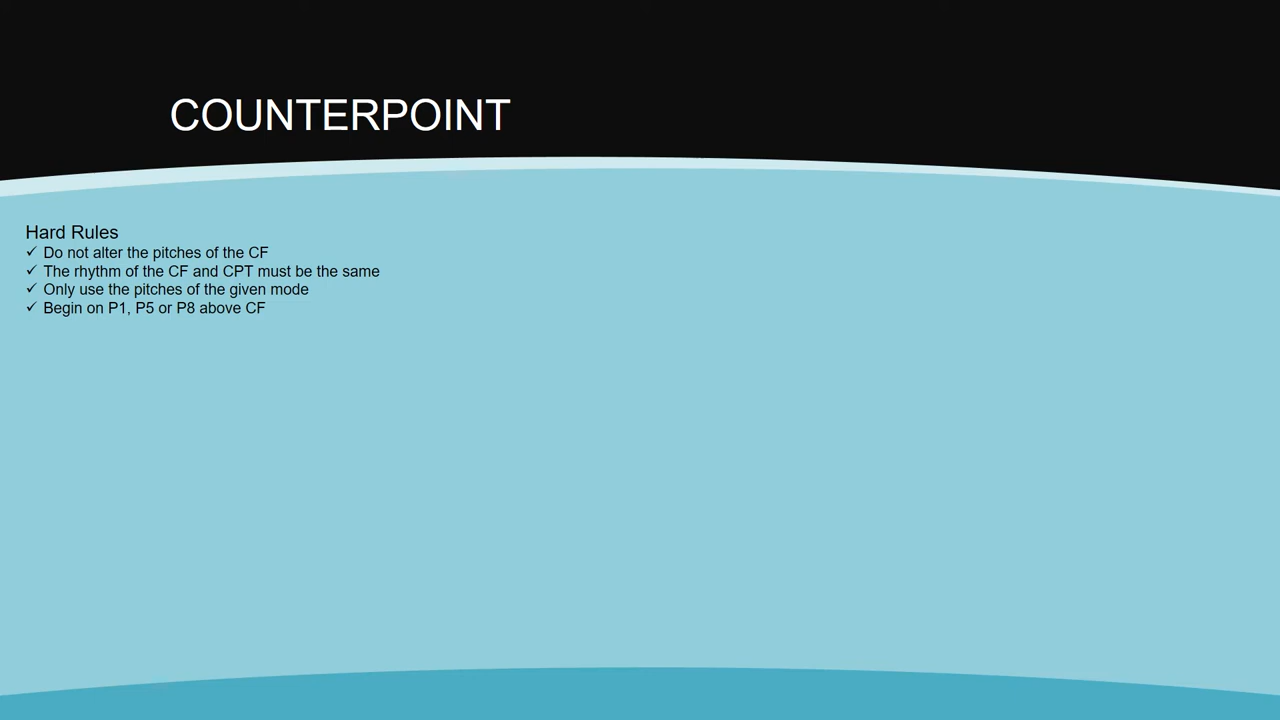 COUNTERPOINT
Hard Rules
✓ Do not alter the pitches of the CF
✓ The rhythm of the CF and CPT must be the same
✓ Only use the pitches of the given mode
✓ Begin on P1, P5 or P8 above CF